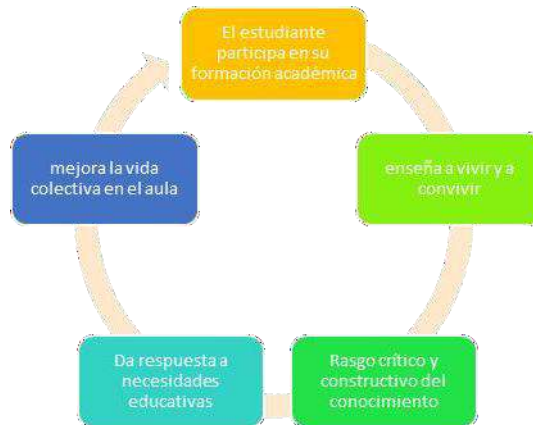 El estudiante
participa en su
formación académica
enseña a vivir y a
convivir
Rasgo crítico y
constructivo del
conocimiento
Da respuesta a
necesidades
educativas
mejora la vida
colectiva en el aula